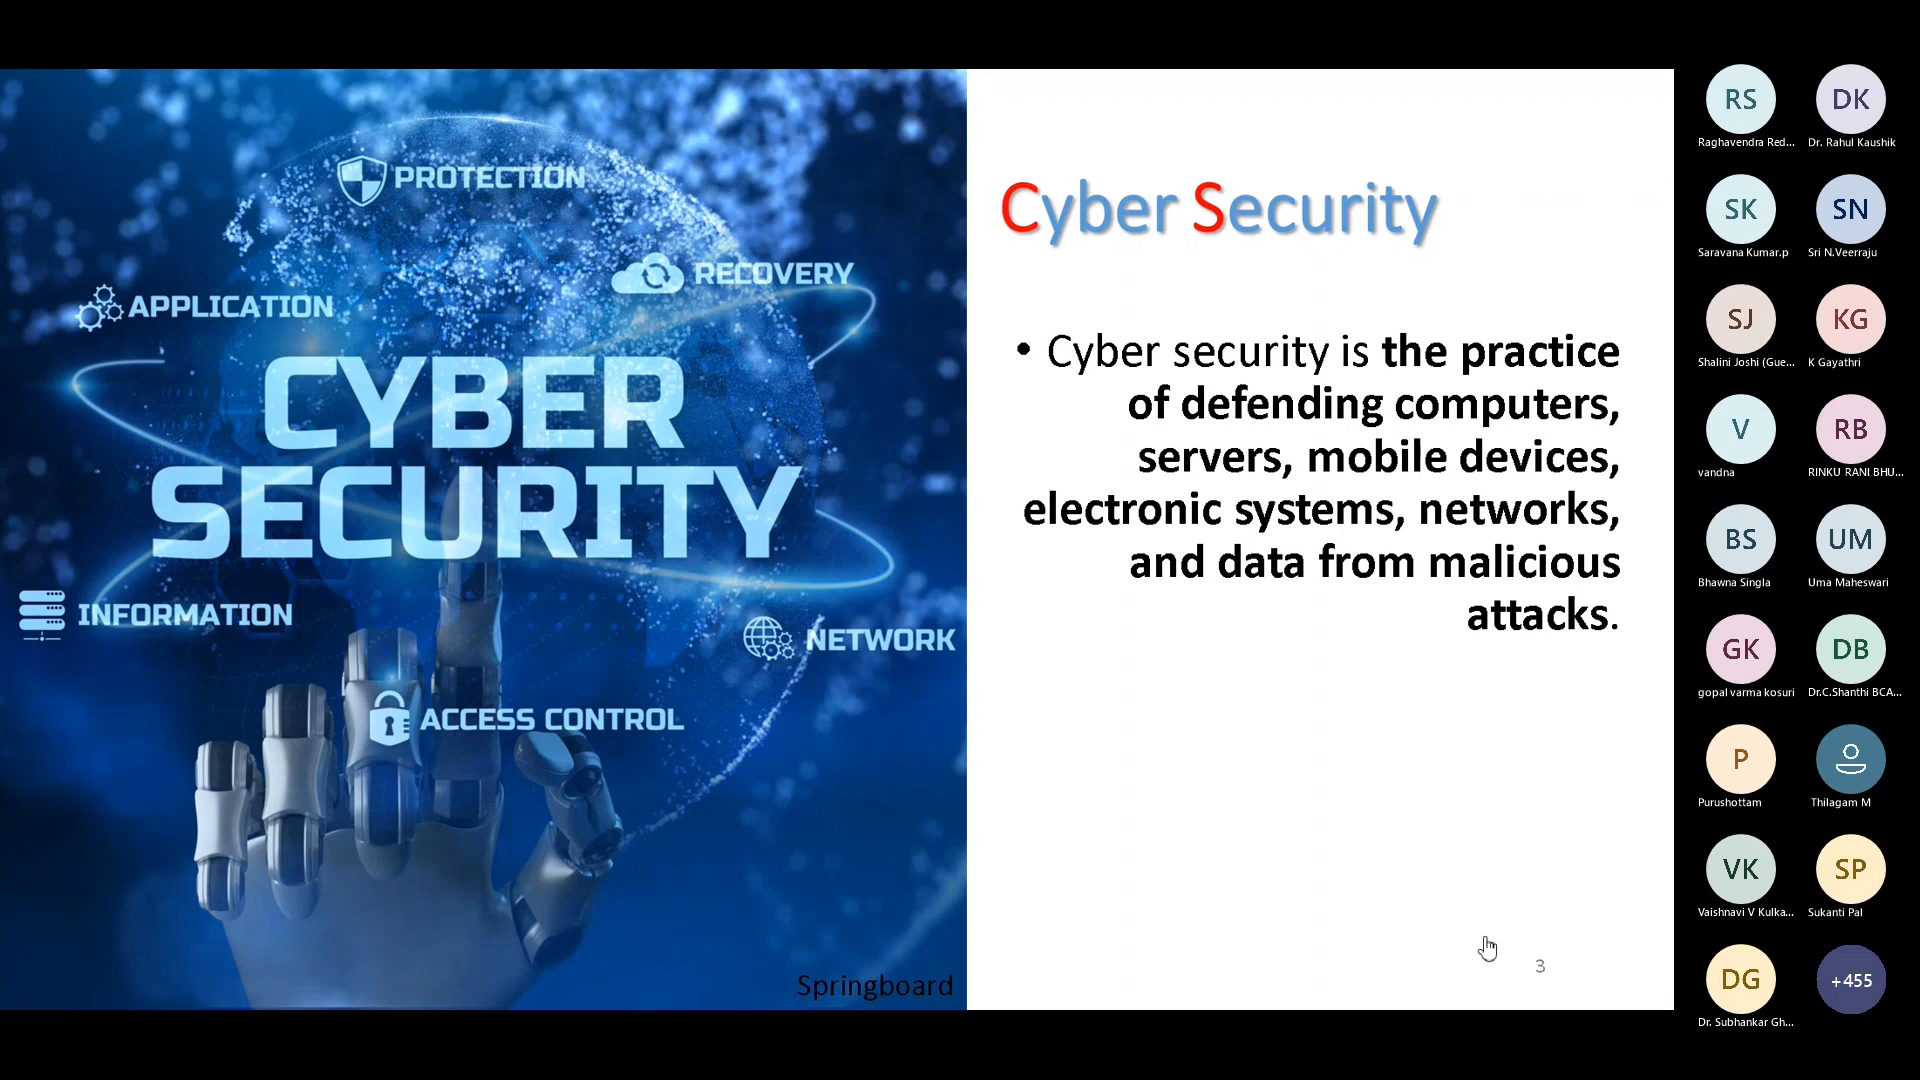 PROTECTION
RECOVERY
APPLICATION
CYBER
SECURITY
INFORMATION
NETWORK
ACCESS CONTROL
Springboard
Cyber Security
• Cyber security is the practice
of defending computers,
servers, mobile devices,
electronic systems, networks,
and data from malicious
attacks.
3
RS
Raghavendra Red...
DK
Dr. Rahul Kaushik
SK
Saravana Kumar.p
SN
Sri N.Veerraju
SJ
Shalini Joshi (Gue...
KG
K Gayathri
V
vandna
RB
RINKU RANI BHU...
BS
Bhawna Singla
UM
Uma Maheswari
GK
gopal varma kosuri
DB
Dr.C.Shanthi BCA...
P
Purushottam
Thilagam M
VK
Vaishnavi V Kulka...
SP
Sukanti Pal
DG
Dr. Subhankar Gh...
+455